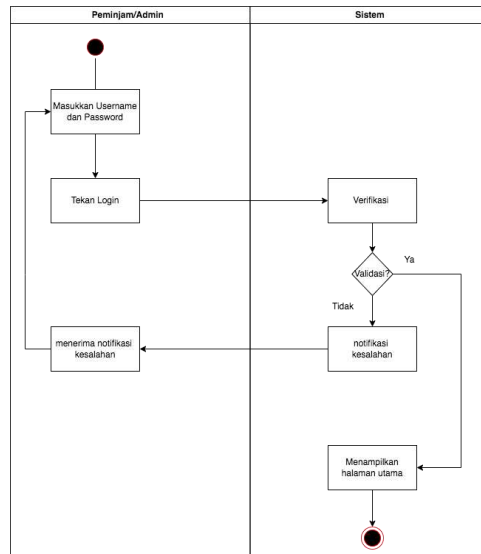 Peminjam/Admin
Sistem
Masukkan Username
dan Password
Tekan Login
Verifikasi
Validasi?
Ya
Tidak
menerima notifikasi
kesalahan
notifikasi
kesalahan
Menampilkan
halaman utama